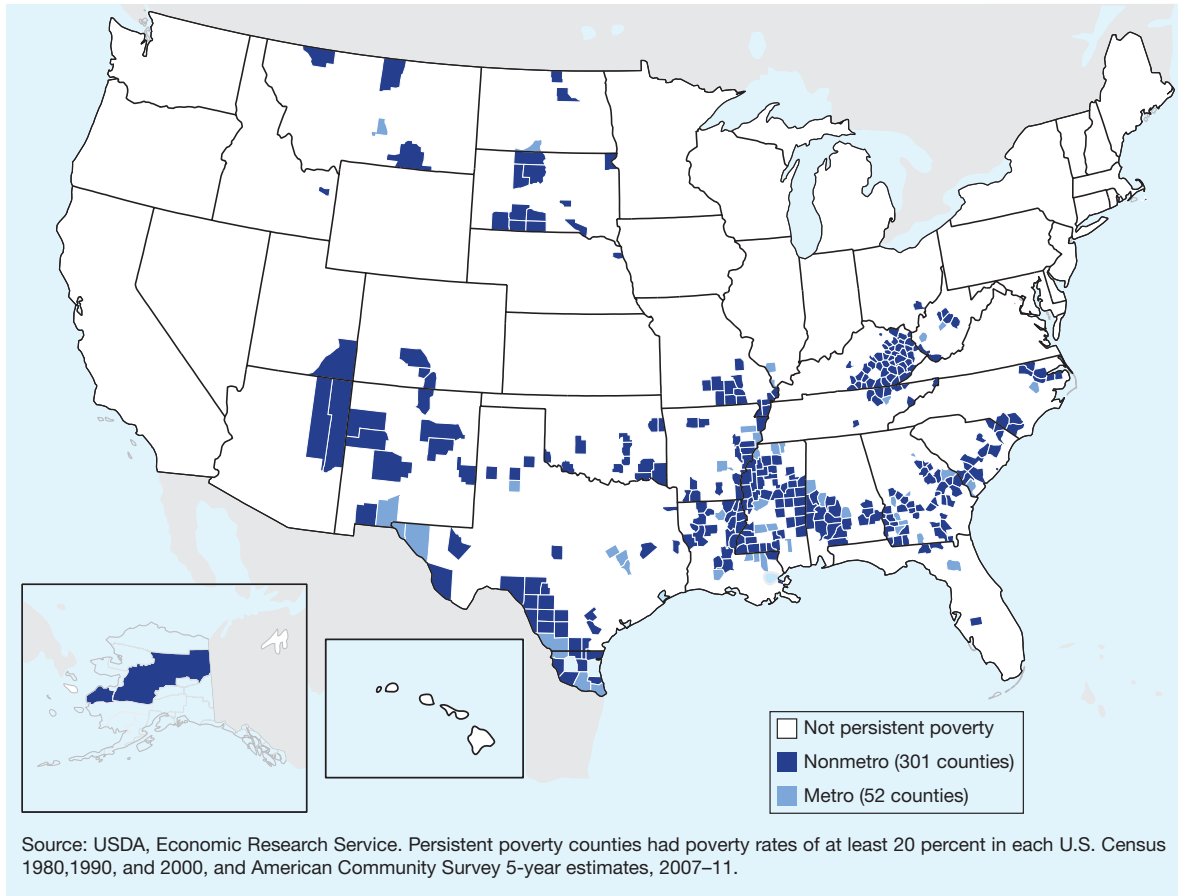 Not persistent poverty
Nonmetro (301 counties)
Metro (52 counties)
Source: USDA, Economic Research Service. Persistent poverty counties had poverty rates of at least 20 percent in each U.S. Census
1980,1990, and 2000, and American Community Survey 5-year estimates, 2007–11.